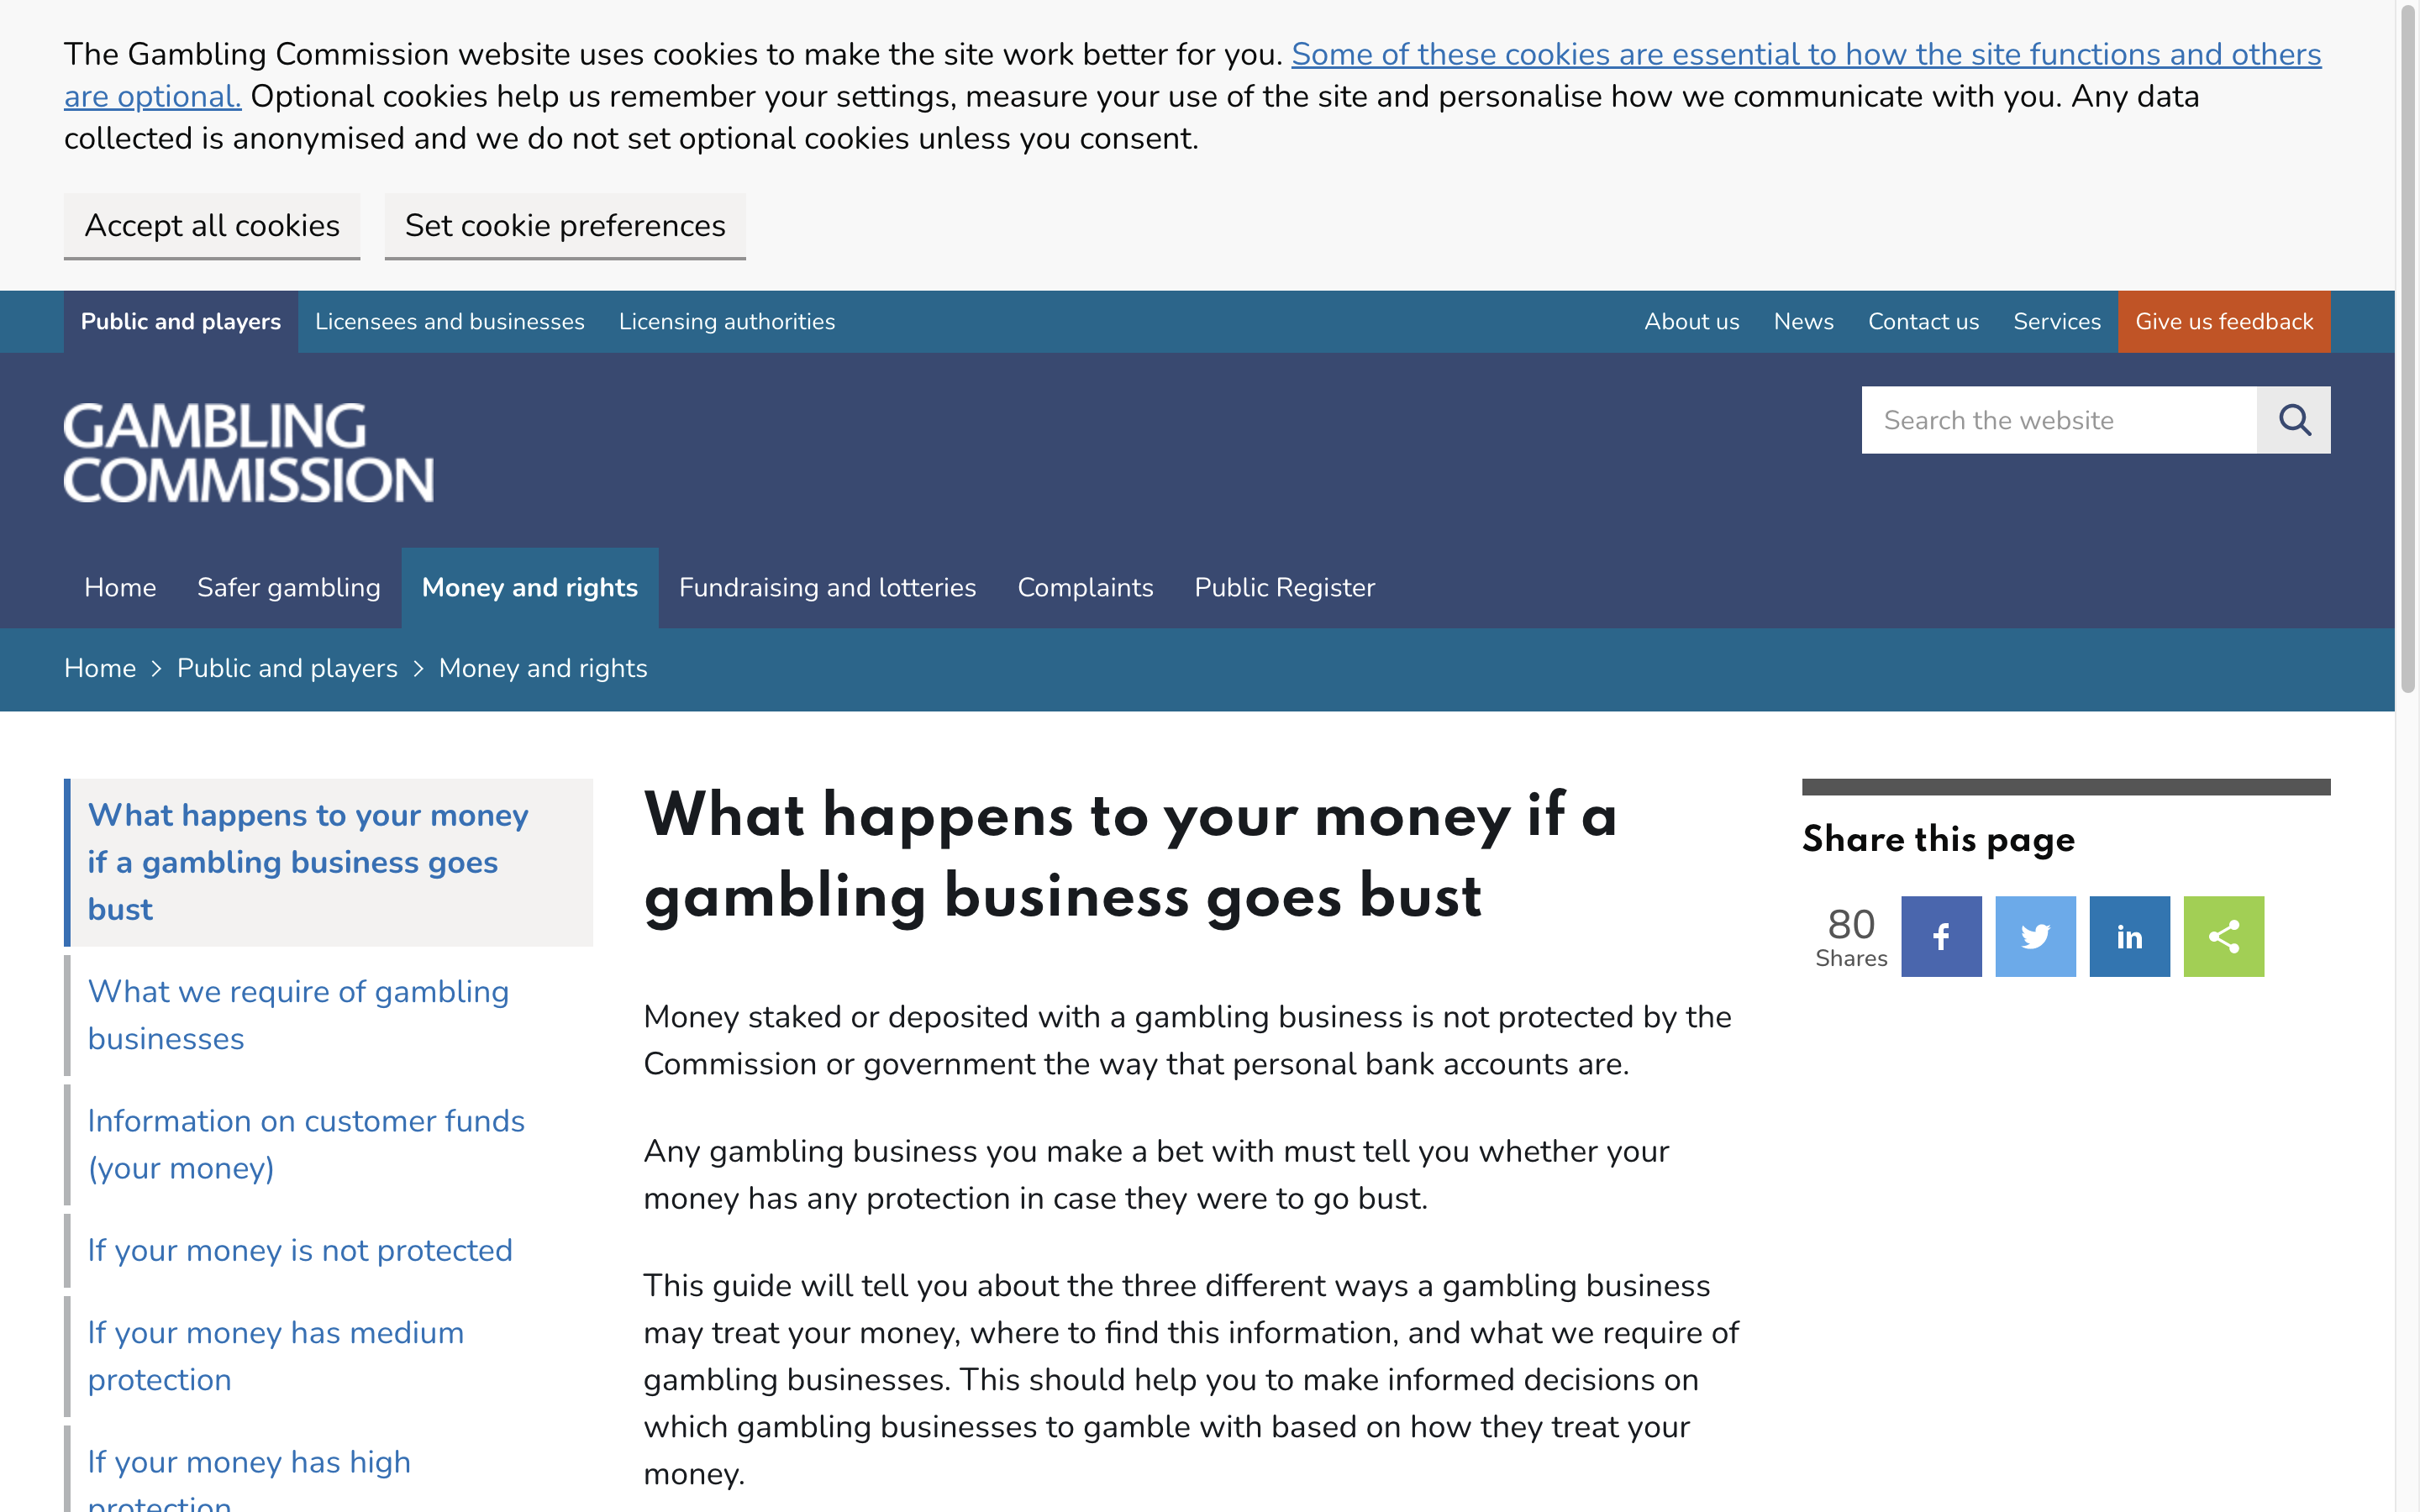 The Gambling Commission website uses cookies to make the site work better for you. Some of these cookies are essential to how the site functions and others
are optional. Optional cookies help us remember your settings, measure your use of the site and personalise how we communicate with you. Any data
collected is anonymised and we do not set optional cookies unless you consent.
Accept all cookies
Set cookie preferences
Public and players
Licensees and businesses
Licensing authorities
About us
News
Contact us
Services
Give us feedback
GAMBLING
COMMISSION
Search the website
Home
Safer gambling
Money and rights
Fundraising and lotteries
Complaints
Public Register
Home > Public and players > Money and rights
What happens to your money
if a gambling business goes
bust
What we require of gambling
businesses
Information on customer funds
(your money)
If your money is not protected
If your money has medium
protection
If your money has high
protection
What happens to your money if a
gambling business goes bust
Money staked or deposited with a gambling business is not protected by the
Commission or government the way that personal bank accounts are.
Any gambling business you make a bet with must tell you whether your
money has any protection in case they were to go bust.
This guide will tell you about the three different ways a gambling business
may treat your money, where to find this information, and what we require of
gambling businesses. This should help you to make informed decisions on
which gambling businesses to gamble with based on how they treat your
money.
Share this page
80
Shares
f
in